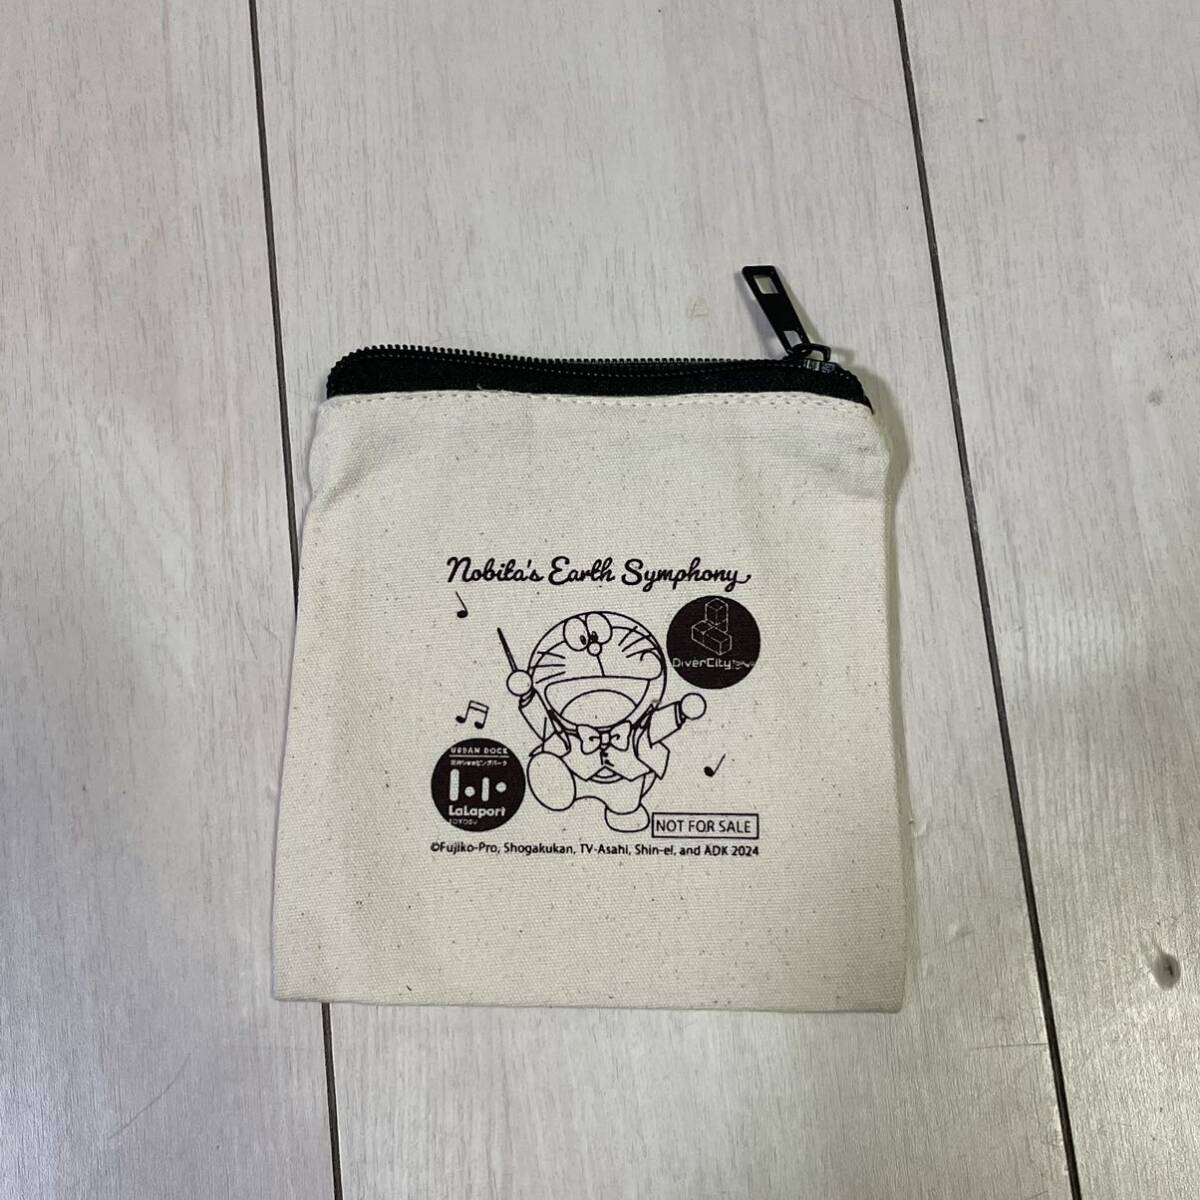 Nobita's Earth Symphony
DiverCity
URBAN DOCK
LaLaport
TOYOSU
NOT FOR SALE
©Fujiko-Pro, Shogakukan, TV-Asahi, Shin-ei, and ADK 2024